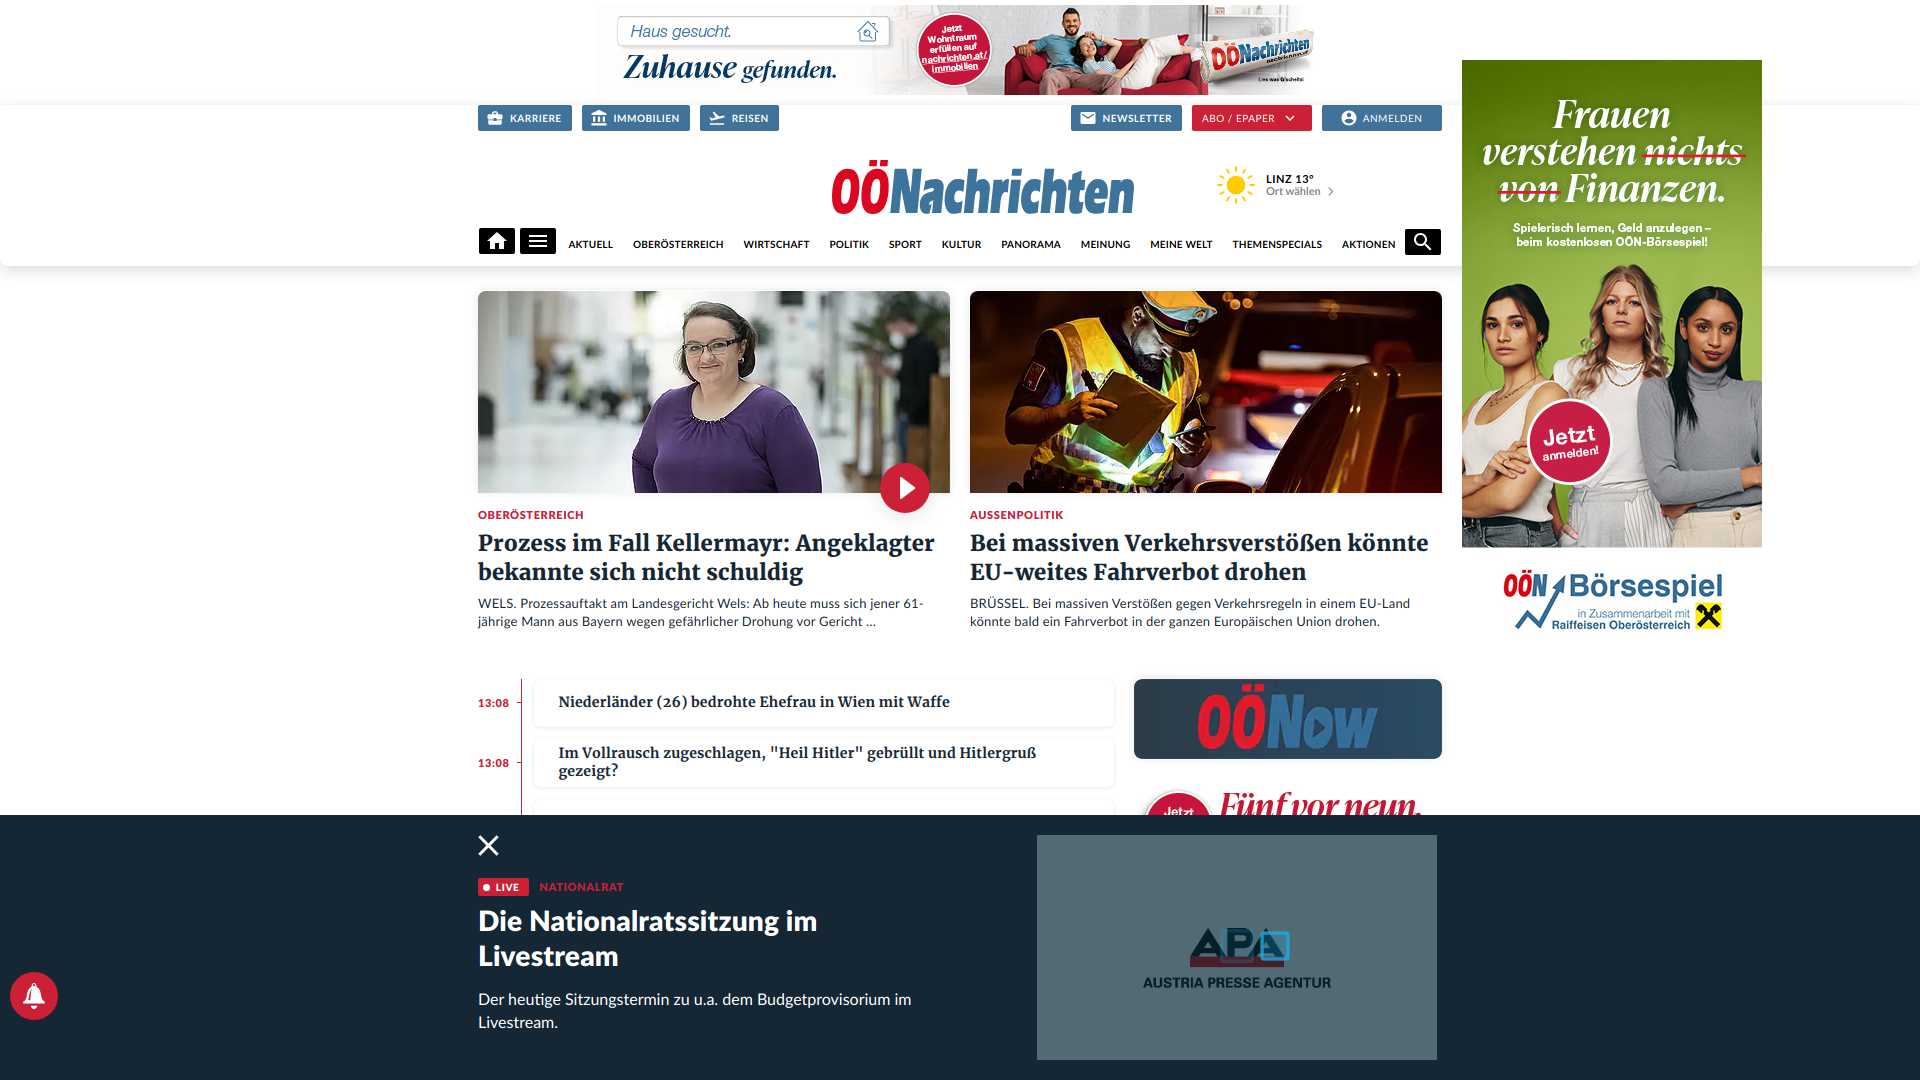 Haus gesucht.
Zuhause gefunden.
Jetzt
Wohntraum
erfüllen auf
nachrichten.at/
immobilien
OÖNachrichten
Lies was G'scheits!
KARRIERE
IMMOBILIEN
REISEN
NEWSLETTER
ABO / EPAPER
ANMELDEN
OÖNachrichten
LINZ 13°
Ort wählen
AKTUELL
OBERÖSTERREICH
WIRTSCHAFT
POLITIK
SPORT
KULTUR
PANORAMA
MEINUNG
MEINE WELT
THEMENSPECIALS
AKTIONEN
Frauen
verstehen nichts
von Finanzen.
Spielerisch lernen, Geld anzulegen –
beim kostenlosen OÖN-Börsespiel!
Jetzt
anmelden!
OÖN Börsespiel
in Zusammenarbeit mit
Raiffeisen Oberösterreich
OBERÖSTERREICH
Prozess im Fall Kellermayr: Angeklagter
bekannte sich nicht schuldig
WELS. Prozessauftakt am Landesgericht Wels: Ab heute muss sich jener 61-
jährige Mann aus Bayern wegen gefährlicher Drohung vor Gericht ...
AUSSENPOLITIK
Bei massiven Verkehrsverstößen könnte
EU-weites Fahrverbot drohen
BRÜSSEL. Bei massiven Verstößen gegen Verkehrsregeln in einem EU-Land
könnte bald ein Fahrverbot in der ganzen Europäischen Union drohen.
13:08
Niederländer (26) bedrohte Ehefrau in Wien mit Waffe
13:08
Im Vollrausch zugeschlagen, "Heil Hitler" gebrüllt und Hitlergruß
gezeigt?
OÖNow
Jetzt
Fünf vor neun.
LIVE
NATIONALRAT
Die Nationalratssitzung im
Livestream
Der heutige Sitzungstermin zu u.a. dem Budgetprovisorium im
Livestream.
APA
AUSTRIA PRESSE AGENTUR